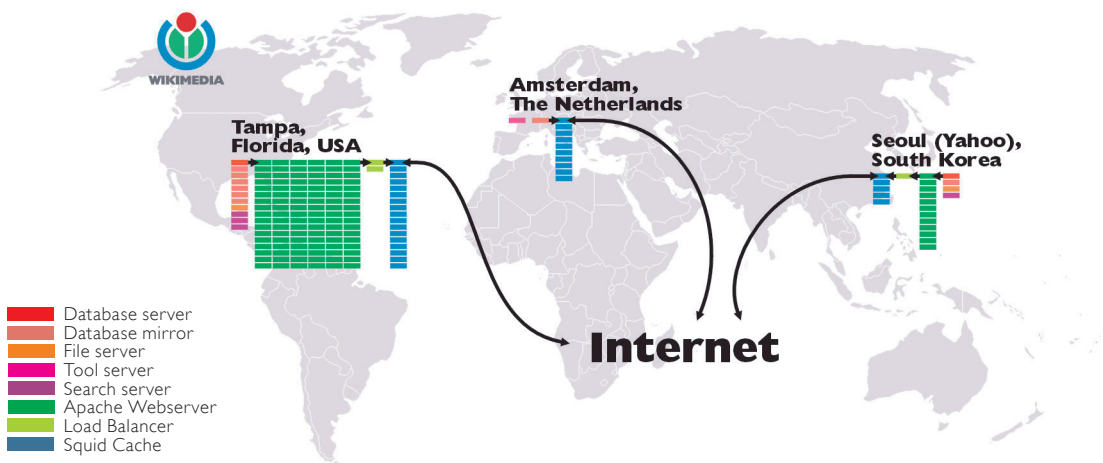 WIKIMEDIA
Tampa,
Florida, USA
Amsterdam,
The Netherlands
Seoul (Yahoo),
South Korea
Internet
Database server
Database mirror
File server
Tool server
Search server
Apache Webserver
Load Balancer
Squid Cache